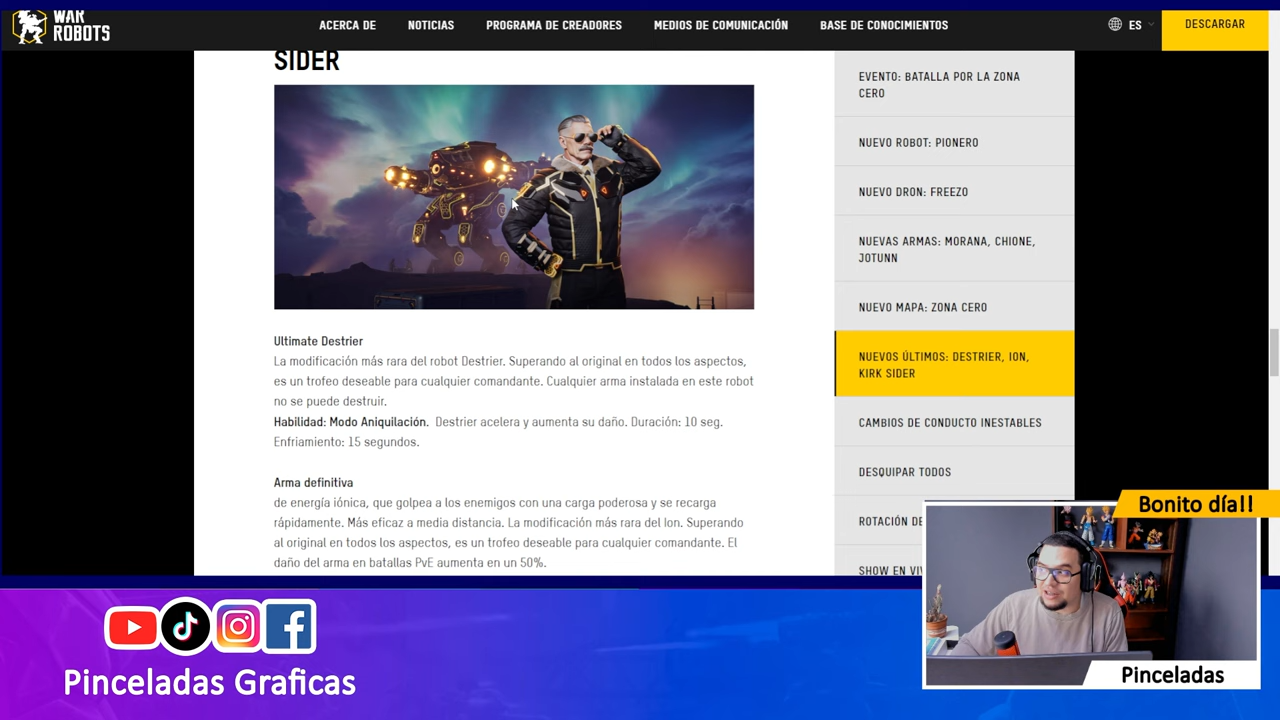 WAR
ROBOTS
ACERCA DE
NOTICIAS
PROGRAMA DE CREADORES
MEDIOS DE COMUNICACIÓN
BASE DE CONOCIMIENTOS
ES
DESCARGAR
SIDER
Ultimate Destrier
La modificación más rara del robot Destrier. Superando al original en todos los aspectos,
es un trofeo deseable para cualquier comandante. Cualquier arma instalada en este robot
no se puede destruir.
Habilidad: Modo Aniquilación. Destrier acelera y aumenta su daño. Duración: 10 seg.
Enfriamiento: 15 segundos.
Arma definitiva
de energía iónica, que golpea a los enemigos con una carga poderosa y se recarga
rápidamente. Más eficaz a media distancia. La modificación más rara del Ion. Superando
al original en todos los aspectos, es un trofeo deseable para cualquier comandante. El
daño del arma en batallas PvE aumenta en un 50%.
EVENTO: BATALLA POR LA ZONA
CERO
NUEVO ROBOT: PIONERO
NUEVO DRON: FREEZO
NUEVAS ARMAS: MORANA, CHIONE,
JOTUNN
NUEVO MAPA: ZONA CERO
NUEVOS ÚLTIMOS: DESTRIER, ION,
KIRK SIDER
CAMBIOS DE CONDUCTO INESTABLES
DESQUIPAR TODOS
ROTACIÓN DE
SHOW EN VIV
Bonito día!!
Pinceladas
Pinceladas Graficas